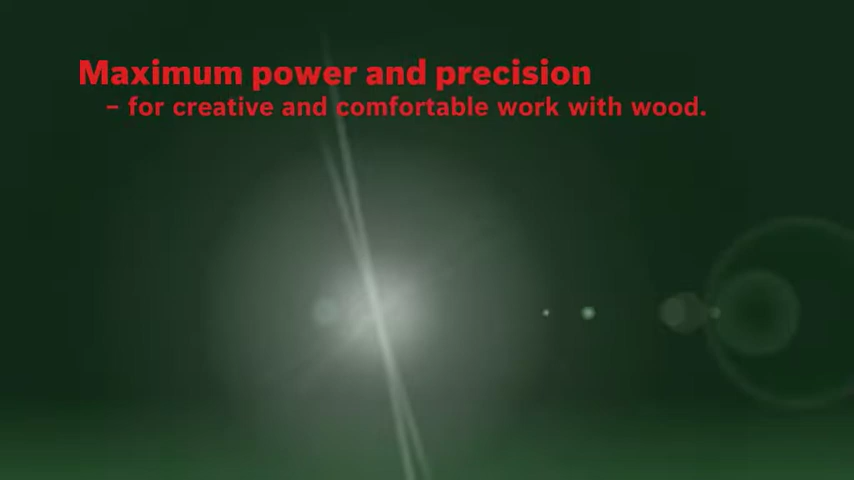 Maximum power and precision
– for creative and comfortable work with wood.